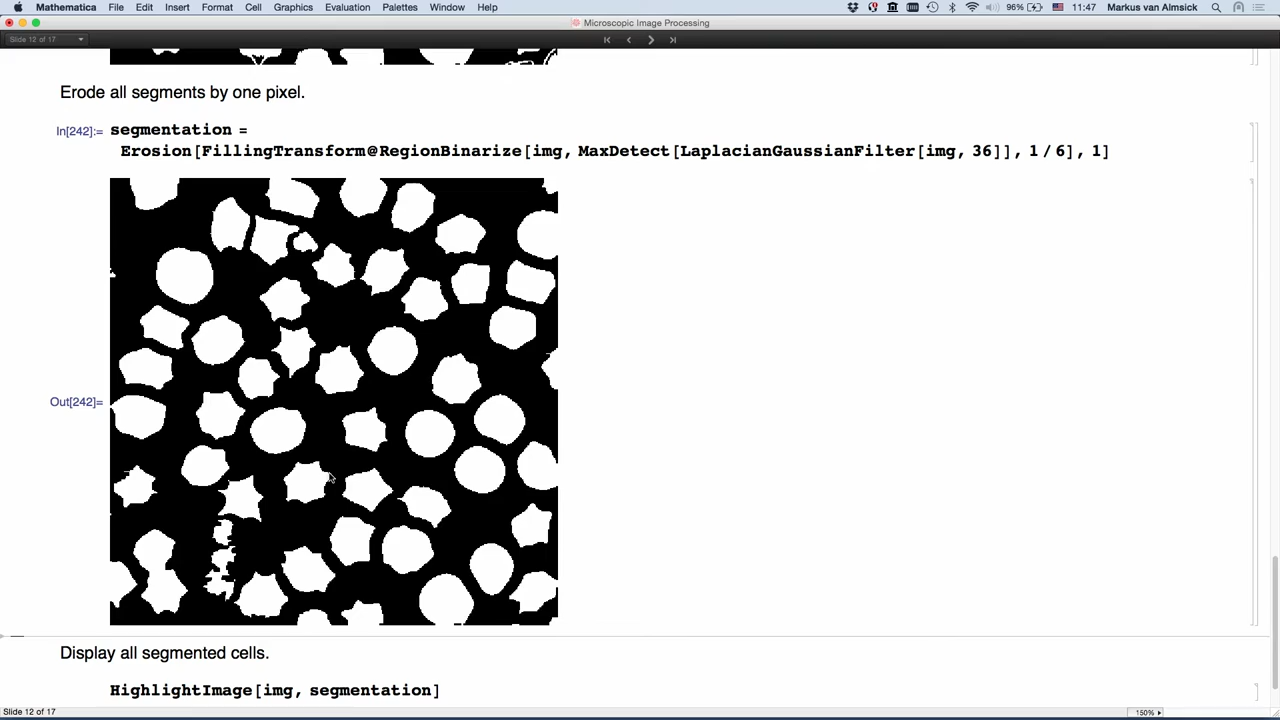 Mathematica File Edit Insert Format Cell Graphics Evaluation Palettes Window Help 96% 11:47 Markus van Almsick
Microscopic Image Processing
Slide 12 of 17
Erode all segments by one pixel.
In[242]:= segmentation =
Erosion[FillingTransform@RegionBinarize[img, MaxDetect[LaplacianGaussianFilter[img, 36]], 1 / 6], 1]
Out[242]=
Display all segmented cells.
HighlightImage[img, segmentation]
Slide 12 of 17 150%